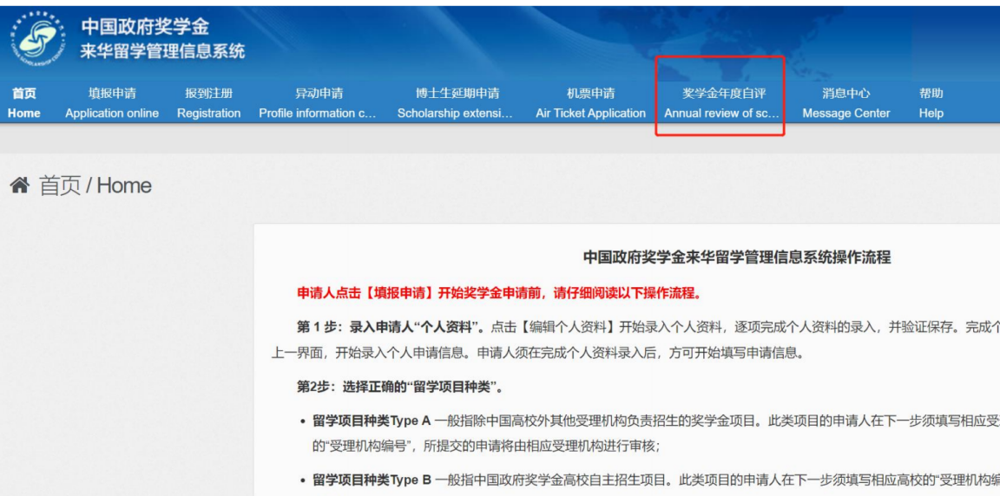 中国政府奖学金
来华留学管理信息系统
首页 填报申请 报到注册 异动申请 博士生延期申请 机票申请 奖学金年度自评 消息中心 帮助
Home Application online Registration Profile information c... Scholarship extensi... Air Ticket Application Annual review of sc... Message Center Help
首页 / Home
中国政府奖学金来华留学管理信息系统操作流程
申请人点击【填报申请】开始奖学金申请前，请仔细阅读以下操作流程。
第 1 步：录入申请人“个人资料”。点击【编辑个人资料】开始录入个人资料，逐项完成个人资料的录入，并验证保存。完成个
上一界面，开始录入个人申请信息。申请人须在完成个人资料录入后，方可开始填写申请信息。
第2步：选择正确的“留学项目种类”。
• 留学项目种类Type A 一般指除中国高校外其他受理机构负责招生的奖学金项目。此类项目的申请人在下一步须填写相应受
的“受理机构编号”，所提交的申请将由相应受理机构进行审核；
• 留学项目种类Type B 一般指中国政府奖学金高校自主招生项目。此类项目的申请人在下一步须填写相应高校的“受理机构编